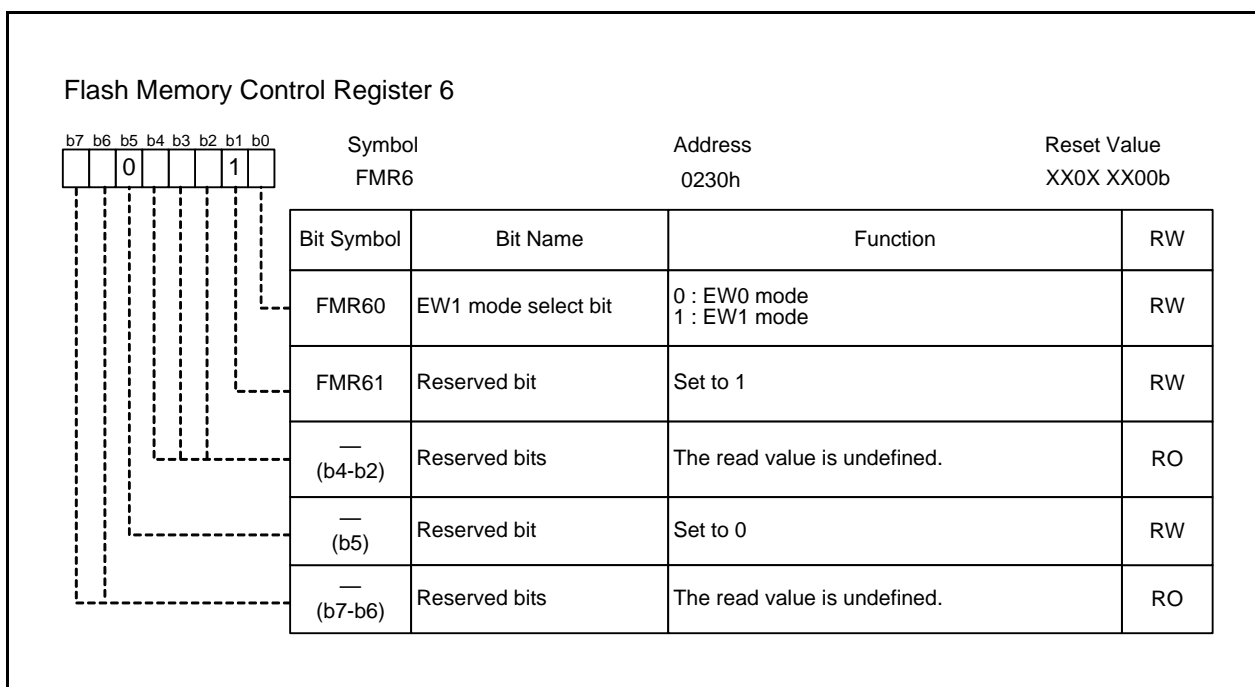 Flash Memory Control Register 6
b7 b6 b5 b4 b3 b2 b1 b0
0 1
Symbol Address Reset Value
FMR6 0230h XX0X XX00b
Bit Symbol Bit Name Function RW
FMR60 EW1 mode select bit 0 : EW0 mode
1 : EW1 mode RW
FMR61 Reserved bit Set to 1 RW
—
(b4-b2) Reserved bits The read value is undefined. RO
—
(b5) Reserved bit Set to 0 RW
—
(b7-b6) Reserved bits The read value is undefined. RO